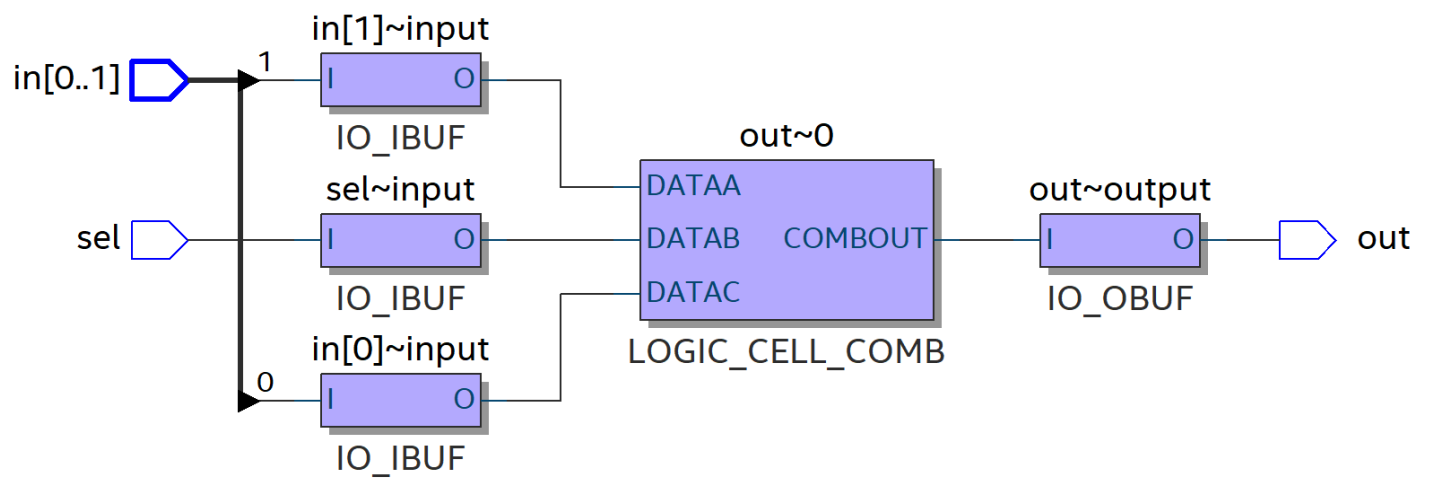 in[1]~input
1
in[0..1]
I
O
IO_IBUF
out~0
sel~input
DATAA
out~output
sel
I
O
DATAB
COMBOUT
I
O
out
IO_IBUF
DATAC
IO_OBUF
in[0]~input
LOGIC_CELL_COMB
0
I
O
IO_IBUF